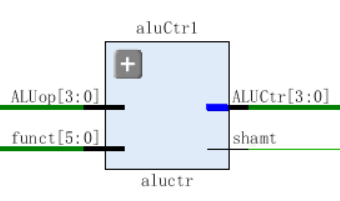 aluCtr1
ALUop[3:0]
ALUCtr[3:0]
funct[5:0]
shamt
aluctr